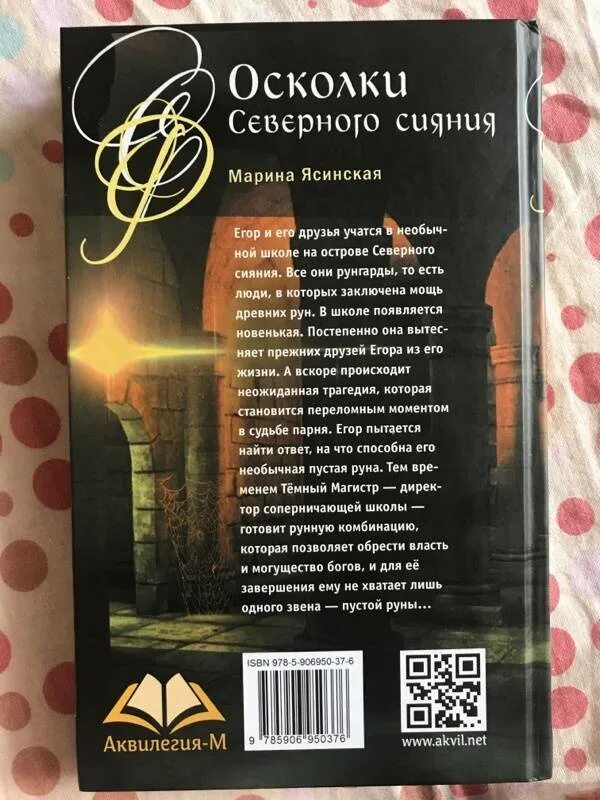 Осколки
Северного сияния
Марина Ясинская
Егор и его друзья учатся в необыч-
ной школе на острове Северного
сияния. Все они рунгарды, то есть
люди, в которых заключена мощь
древних рун. В школе появляется
новенькая. Постепенно она вытес-
няет прежних друзей Егора из его
жизни. А вскоре происходит
неожиданная трагедия, которая
становится переломным моментом
в судьбе парня. Егор пытается
найти ответ, на что способна его
необычная пустая руна. Тем вре-
менем Тёмный Магистр — дирек-
тор соперничающей школы —
готовит рунную комбинацию,
которая позволяет обрести власть
и могущество богов, и для её
завершения ему не хватает лишь
одного звена — пустой руны...
ISBN 978-5-906950-37-6
9 785906 950376
Аквилегия-М
www.akvil.net